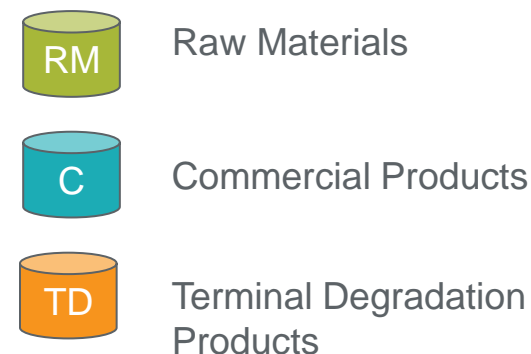 RM
Raw Materials
C
Commercial Products
TD
Terminal Degradation
Products